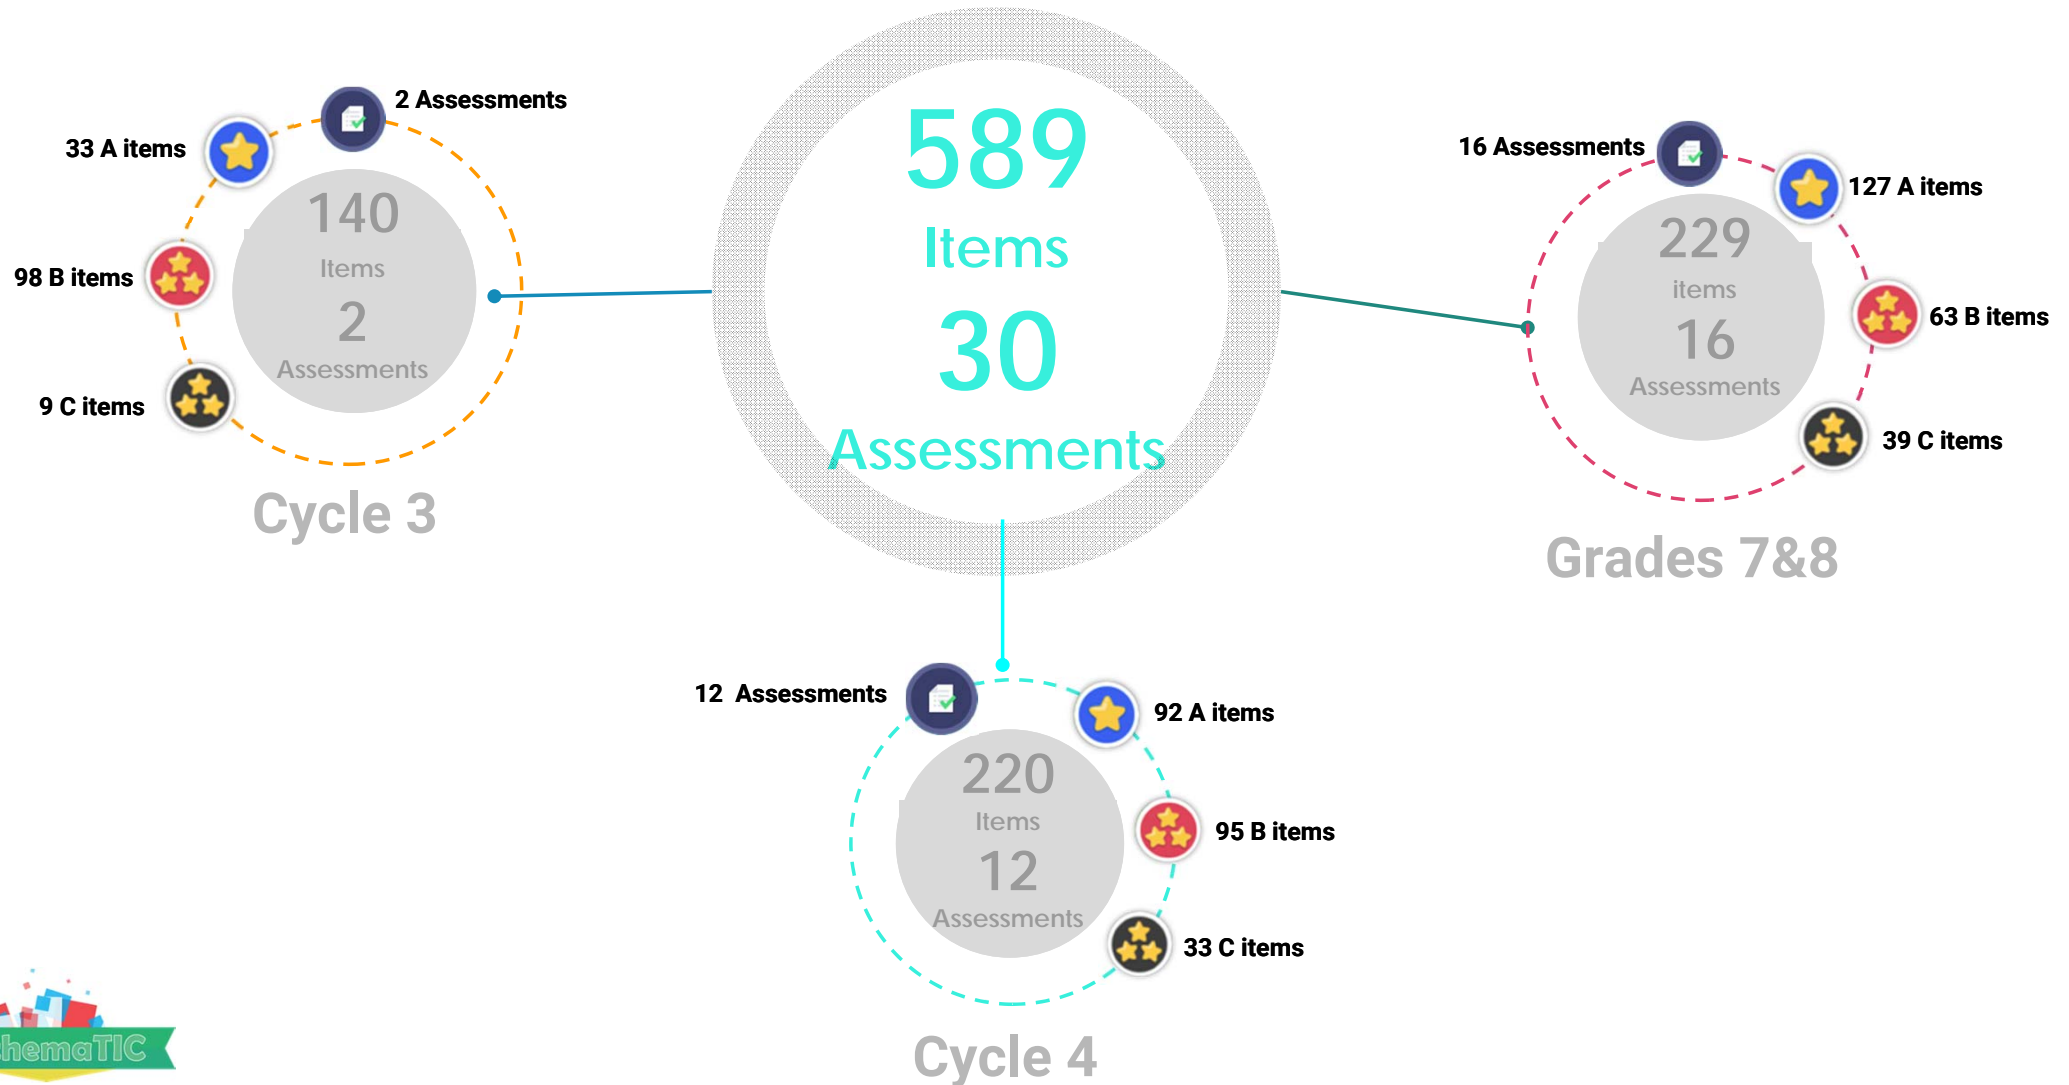 589
Items
30
Assessments
2 Assessments
33 A items
98 B items
9 C items
140
Items
2
Assessments
Cycle 3
16 Assessments
127 A items
63 B items
39 C items
229
items
16
Assessments
Grades 7&8
12 Assessments
92 A items
95 B items
33 C items
220
Items
12
Assessments
Cycle 4
hemaTIC